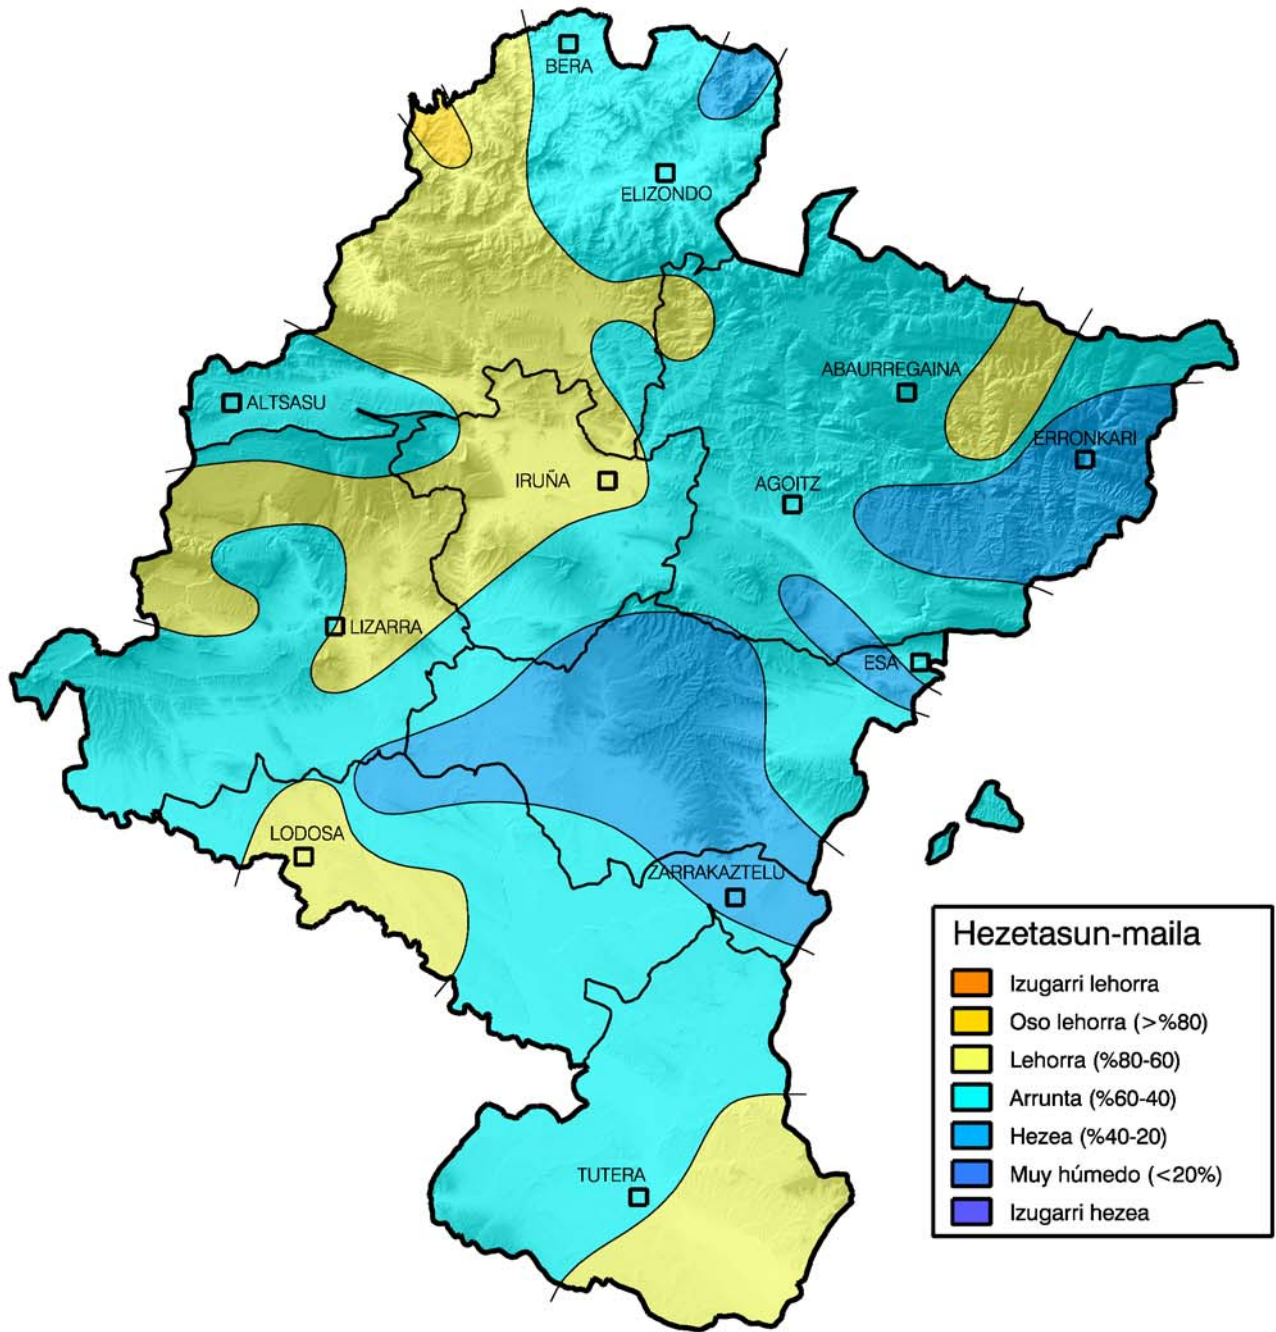 BERA
ELIZONDO
ABAURREGAINA
ALTSASU
ERRONKARI
IRUÑA
AGOITZ
LIZARRA
ESA
LODOSA
ZARRAKAZTELU
TUTERA
Hezetasun-maila
Izugarri lehorra
Oso lehorra (>%80)
Lehorra (%80-60)
Arrunta (%60-40)
Hezea (%40-20)
Muy húmedo (<20%)
Izugarri hezea